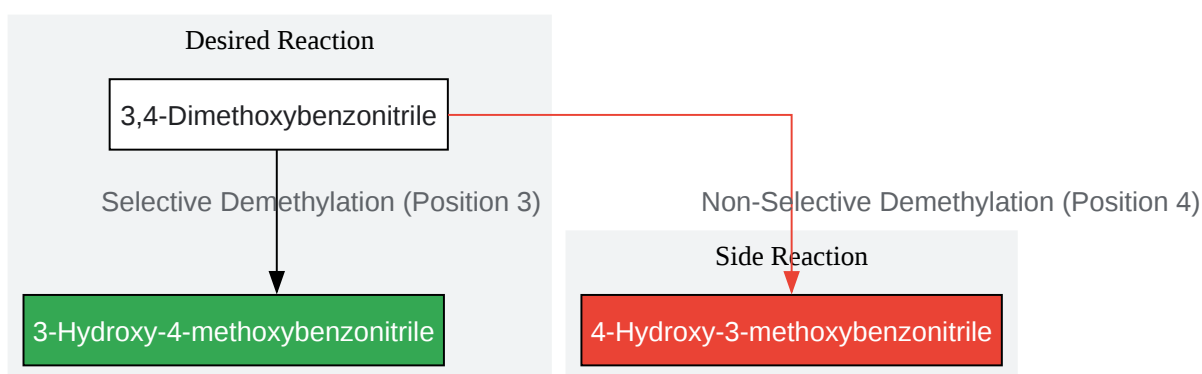 Desired Reaction
3,4-Dimethoxybenzonitrile
Selective Demethylation (Position 3)
Non-Selective Demethylation (Position 4)
Side Reaction
3-Hydroxy-4-methoxybenzonitrile
4-Hydroxy-3-methoxybenzonitrile